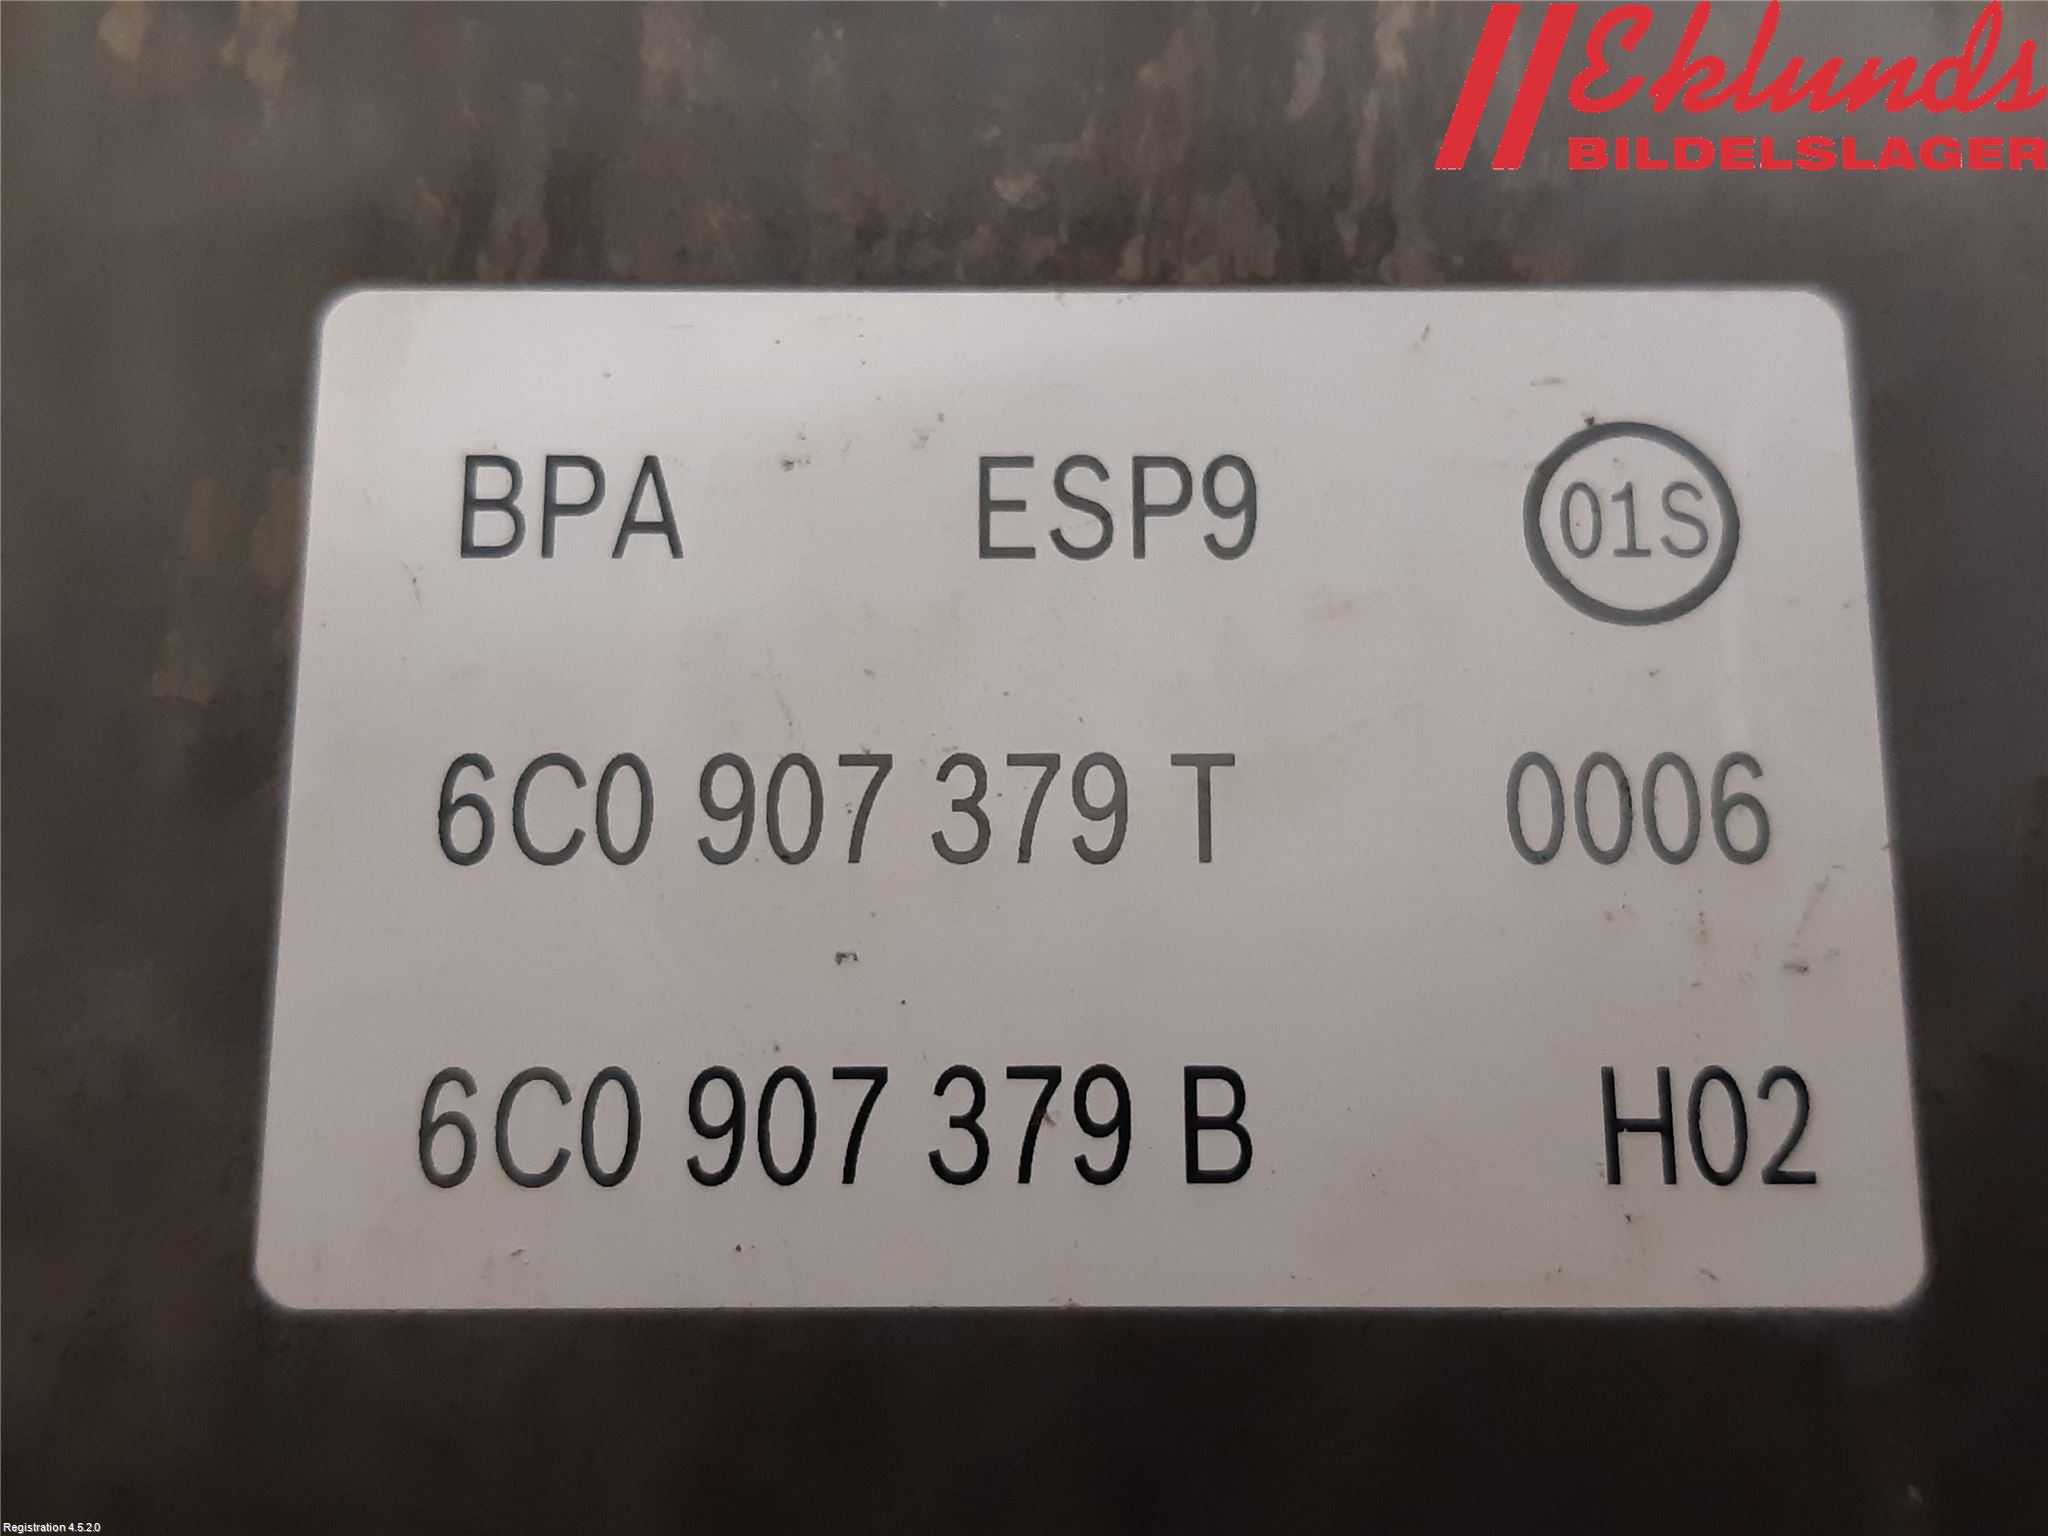 Eklunds
BILDELSLAGER
BPA ESP9 01S
6C0 907 379 T 0006
6C0 907 379 B H02
Registration 4.5.2.0